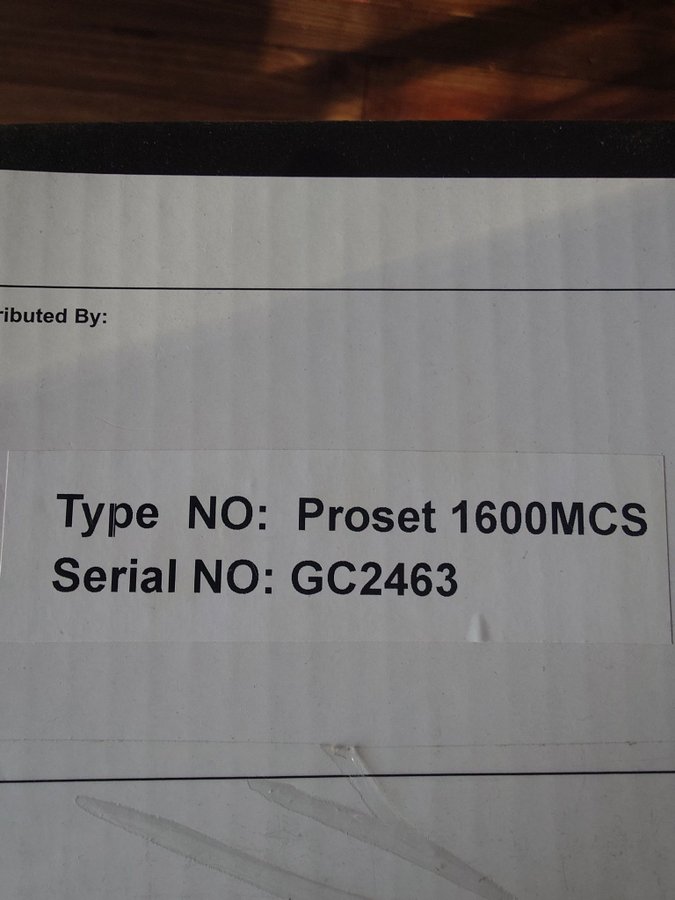 ributed By:
Type NO: Proset 1600MCS
Serial NO: GC2463